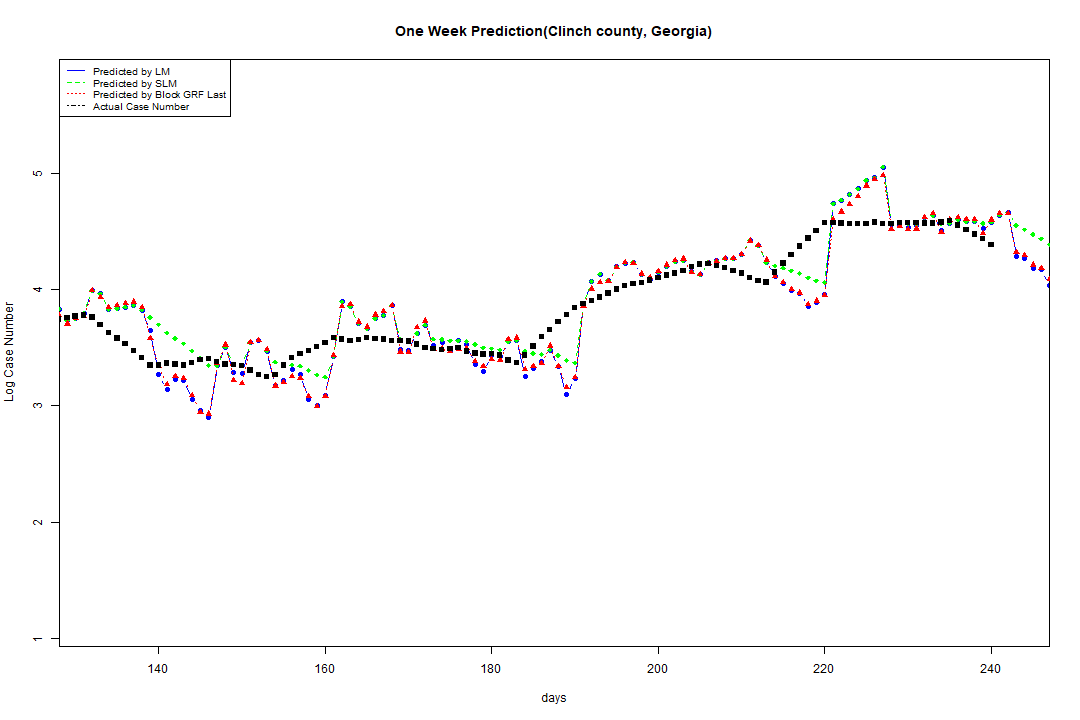 One Week Prediction(Clinch county, Georgia)
Predicted by LM
Predicted by SLM
Predicted by Block GRF Last
Actual Case Number
5
4
3
2
1
Log Case Number
140 160 180 200 220 240
days